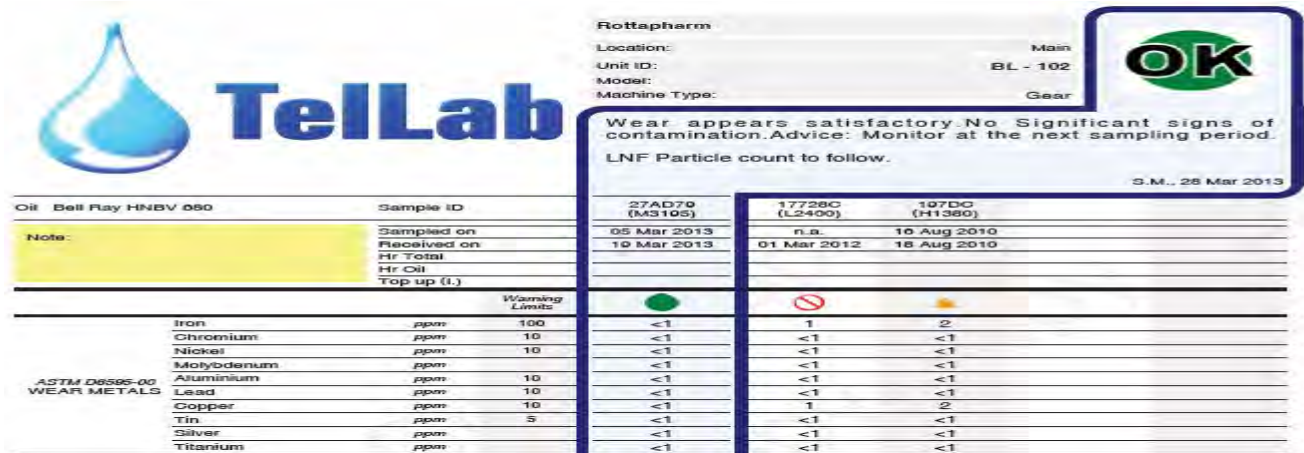 TelLab
Rottapharm
Location: Main
Unit ID: BL - 102
Model:
Machine Type: Gear
OK
Wear appears satisfactory.No Significant signs of
contamination.Advice: Monitor at the next sampling period.
LNF Particle count to follow.
S.M., 28 Mar 2013
Oil Bell Ray HNBV 680 Sample ID 27AD79 17728C 197DC
(M3195) (L2400) (H1380)
Note:
Sampled on 05 Mar 2013 n.a. 16 Aug 2010
Received on 19 Mar 2013 01 Mar 2012 18 Aug 2010
Hr Total
Hr Oil
Top up (l.)
Warning
Limits
Iron ppm 100 <1 1 2
Chromium ppm 10 <1 <1 <1
Nickel ppm 10 <1 <1 <1
Molybdenum ppm <1 <1 <1
ASTM D6595-00
WEAR METALS
Aluminium ppm 10 <1 <1 <1
Lead ppm 10 <1 <1 <1
Copper ppm 10 <1 1 2
Tin ppm 5 <1 <1 <1
Silver ppm <1 <1 <1
Titanium ppm <1 <1 <1